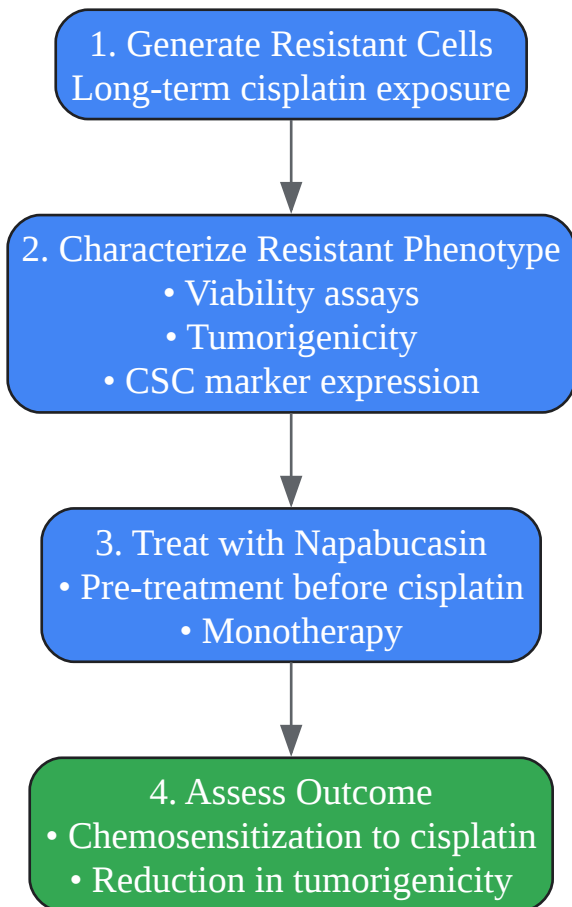 1. Generate Resistant Cells
Long-term cisplatin exposure
2. Characterize Resistant Phenotype
• Viability assays
• Tumorigenicity
• CSC marker expression
3. Treat with Napabucasin
• Pre-treatment before cisplatin
• Monotherapy
4. Assess Outcome
• Chemosensitization to cisplatin
• Reduction in tumorigenicity